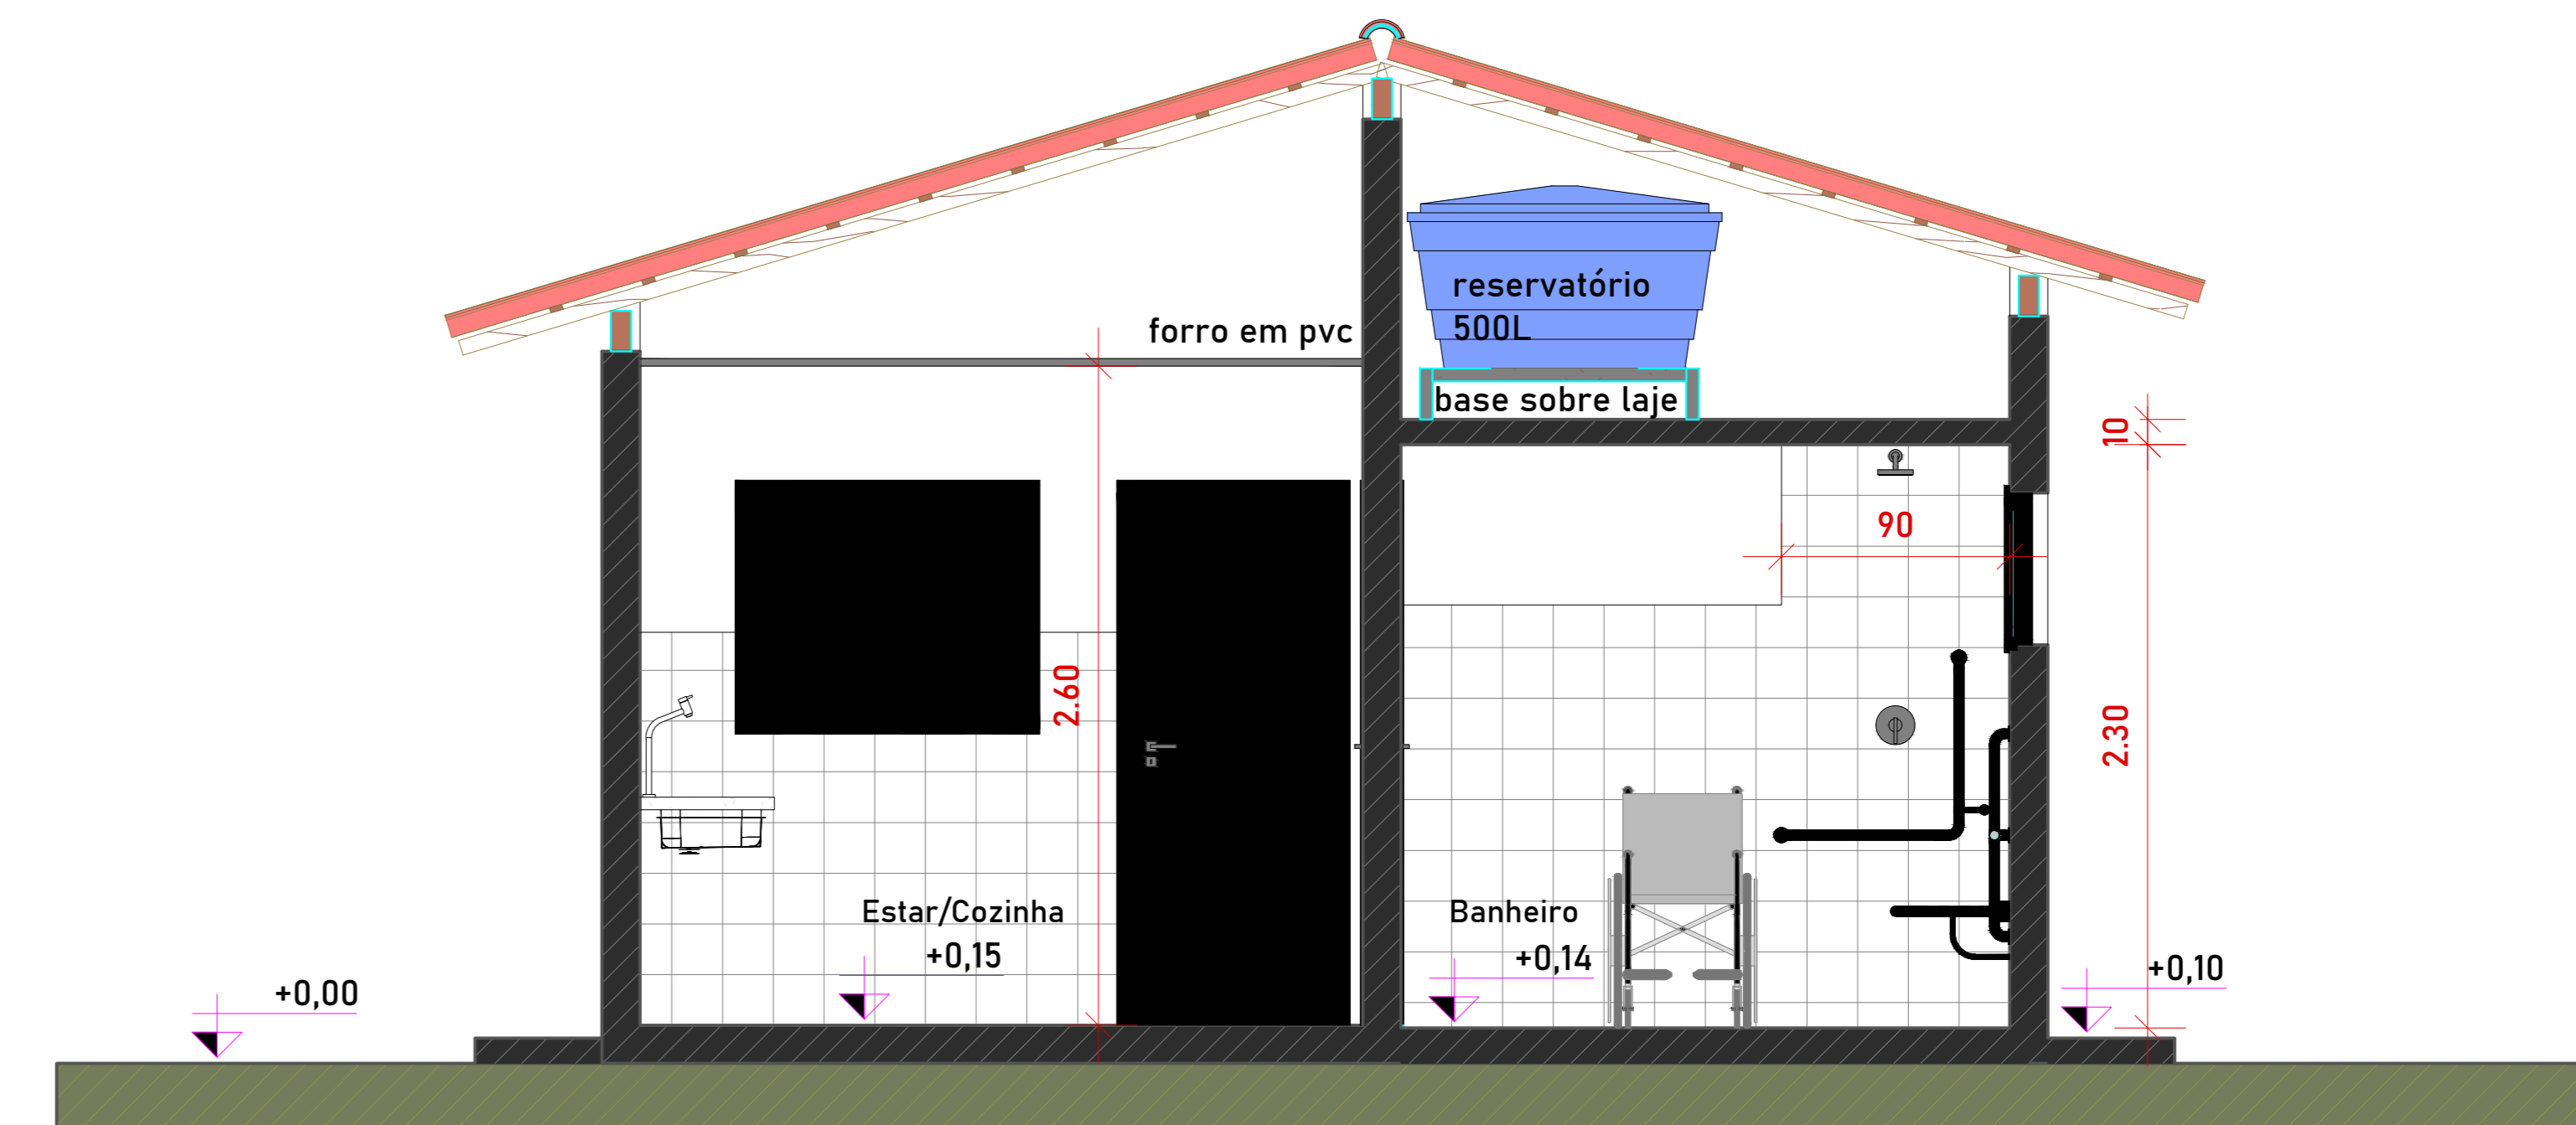 reservatório
500L
forro em pvc
base sobre laje
10
90
2.60
2.30
Estar/Cozinha
+0,15
Banheiro
+0,14
+0,00
+0,10